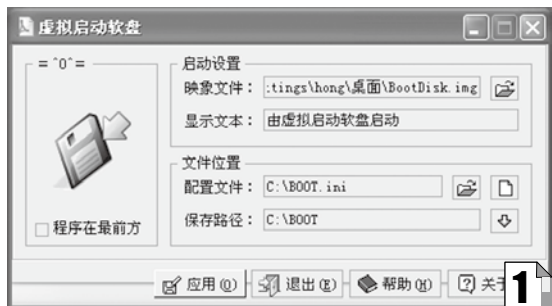 虚拟启动软盘
= ^0^ =
程序在最前方
启动设置
映象文件： :tings\hong\桌面\BootDisk.img
显示文本： 由虚拟启动软盘启动
文件位置
配置文件： C:\BOOT.ini
保存路径： C:\BOOT
应用(O) 退出(E) 帮助(H) 关于
1